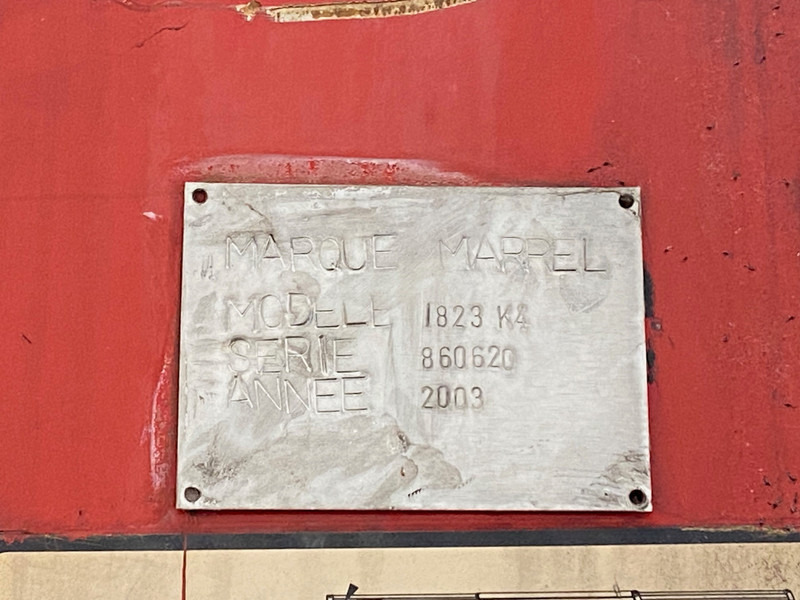 MARQUE MARREL
MODELE 1823 K4
SERIE 860620
ANNEE 2003